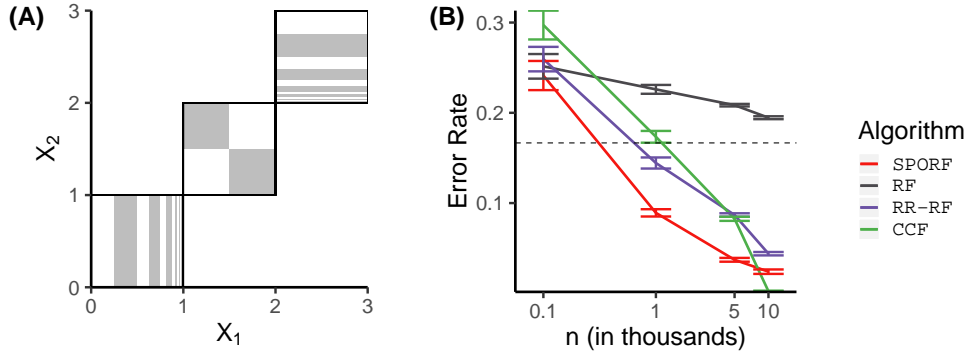 (A)
3
2
1
0
X2
0 1 2 3
X1
(B)
0.3
0.2
0.1
Error Rate
0.1 1 5 10
n (in thousands)
Algorithm
SPORF
RF
RR−RF
CCF